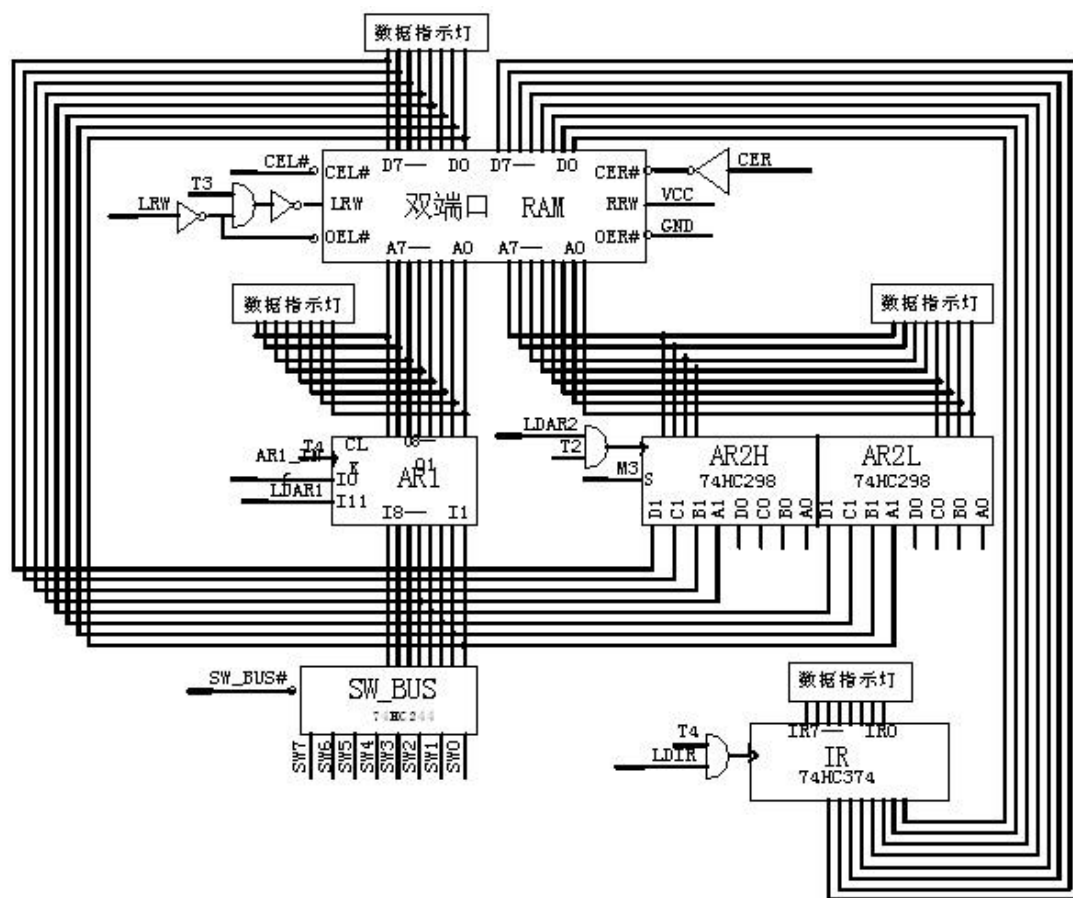 数据指示灯
D7— D0 D7— D0
CEL# CEL# CER# CER
T3
LRW LRW 双端口 RAM RRW VCC
OEL# OER# GND
A7— A0 A7— A0
数据指示灯 数据指示灯
LDAR2
T4 CL T2
K O1 AR2H AR2L
I0 AR1 M3 S 74HC298 74HC298
LDAR1 I11
I8— I1 D1 C1 B1 A1 D0 C0 B0 A0 D1 C1 B1 A1 D0 C0 B0 A0
SW_BUS# SW_BUS
数据指示灯
SW7 SW6 SW5 SW4 SW3 SW2 SW1 SW0
T4 IR7— IR0
LDIR IR
74HC374